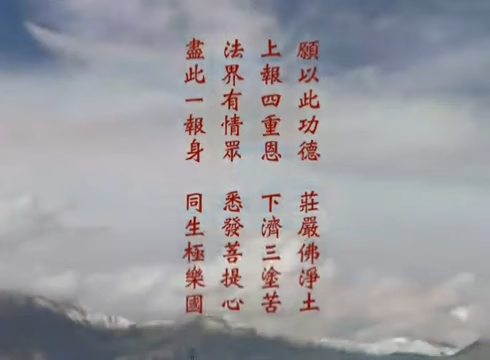 願以此功德　莊嚴佛淨土
上報四重恩　下濟三塗苦
法界有情眾　悉發菩提心
盡此一報身　同生極樂國